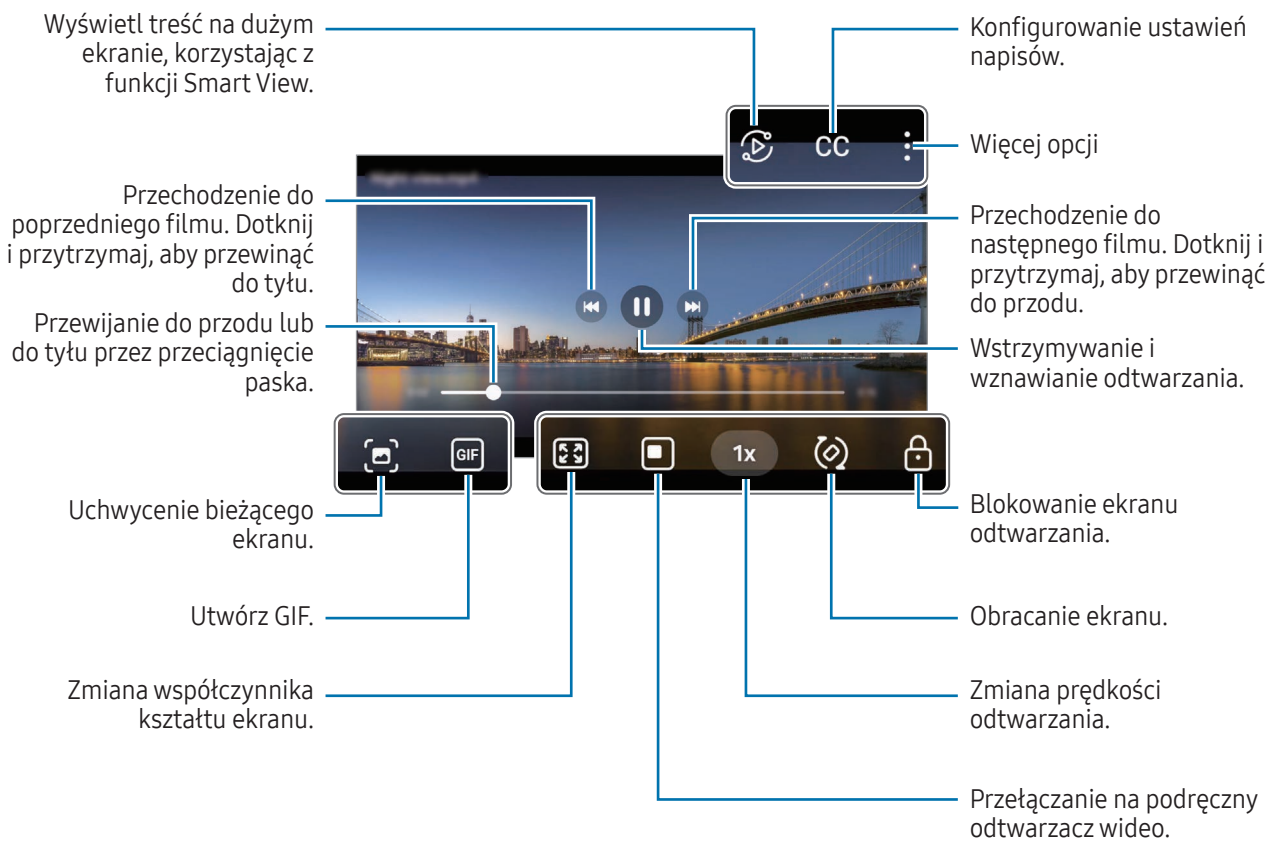 Wyświetl treść na dużym
ekranie, korzystając z
funkcji Smart View.
Konfigurowanie ustawień
napisów.
CC
Więcej opcji
Przechodzenie do
poprzedniego filmu. Dotknij
i przytrzymaj, aby przewinąć
do tyłu.
Przechodzenie do
następnego filmu. Dotknij i
przytrzymaj, aby przewinąć
do przodu.
Przewijanie do przodu lub
do tyłu przez przeciągnięcie
paska.
Wstrzymywanie i
wznawianie odtwarzania.
GIF
1x
Uchwycenie bieżącego
ekranu.
Blokowanie ekranu
odtwarzania.
Utwórz GIF.
Obracanie ekranu.
Zmiana współczynnika
kształtu ekranu.
Zmiana prędkości
odtwarzania.
Przełączanie na podręczny
odtwarzacz wideo.